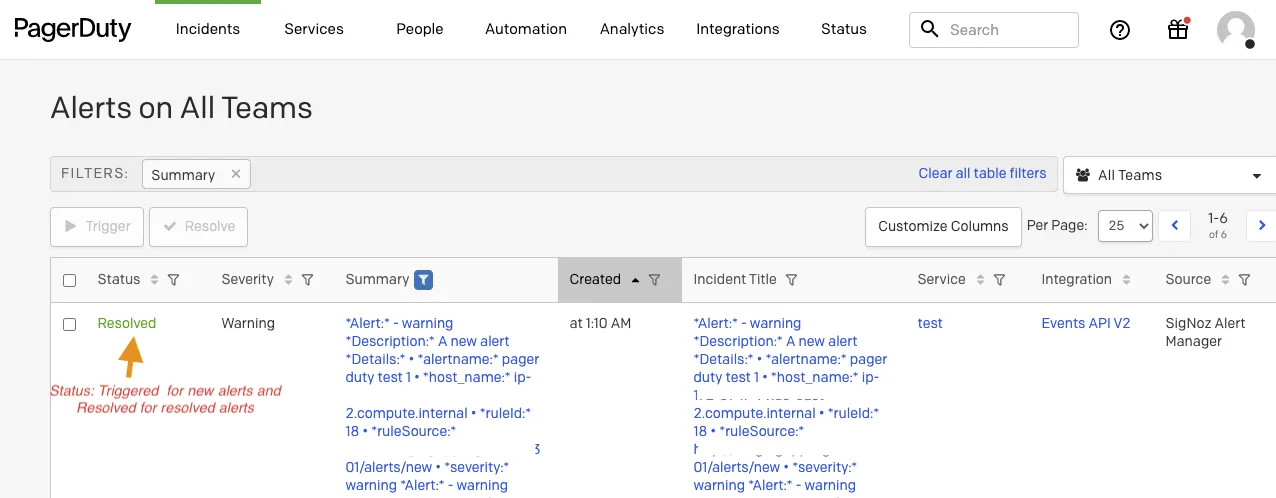 PagerDuty Incidents Services People Automation Analytics Integrations Status Search
Alerts on All Teams
FILTERS: Summary × Clear all table filters All Teams
Trigger Resolve Customize Columns Per Page: 25 1-6
of 6
Status Severity Summary Created Incident Title Service Integration Source
Resolved Warning
*Alert:* - warning
*Description:* A new alert
*Details:* • *alertname:* pager
duty test 1 • *host_name:* ip-
2.compute.internal • *ruleId:*
18 • *ruleSource:*
3
01/alerts/new • *severity:*
warning *Alert:* - warning
at 1:10 AM
*Alert:* - warning
*Description:* A new alert
*Details:* • *alertname:* pager
duty test 1 • *host_name:* ip-
1
2.compute.internal • *ruleId:*
18 • *ruleSource:*
01/alerts/new • *severity:*
warning *Alert:* - warning
test Events API V2 SigNoz Alert
Manager
Status: Triggered for new alerts and
Resolved for resolved alerts